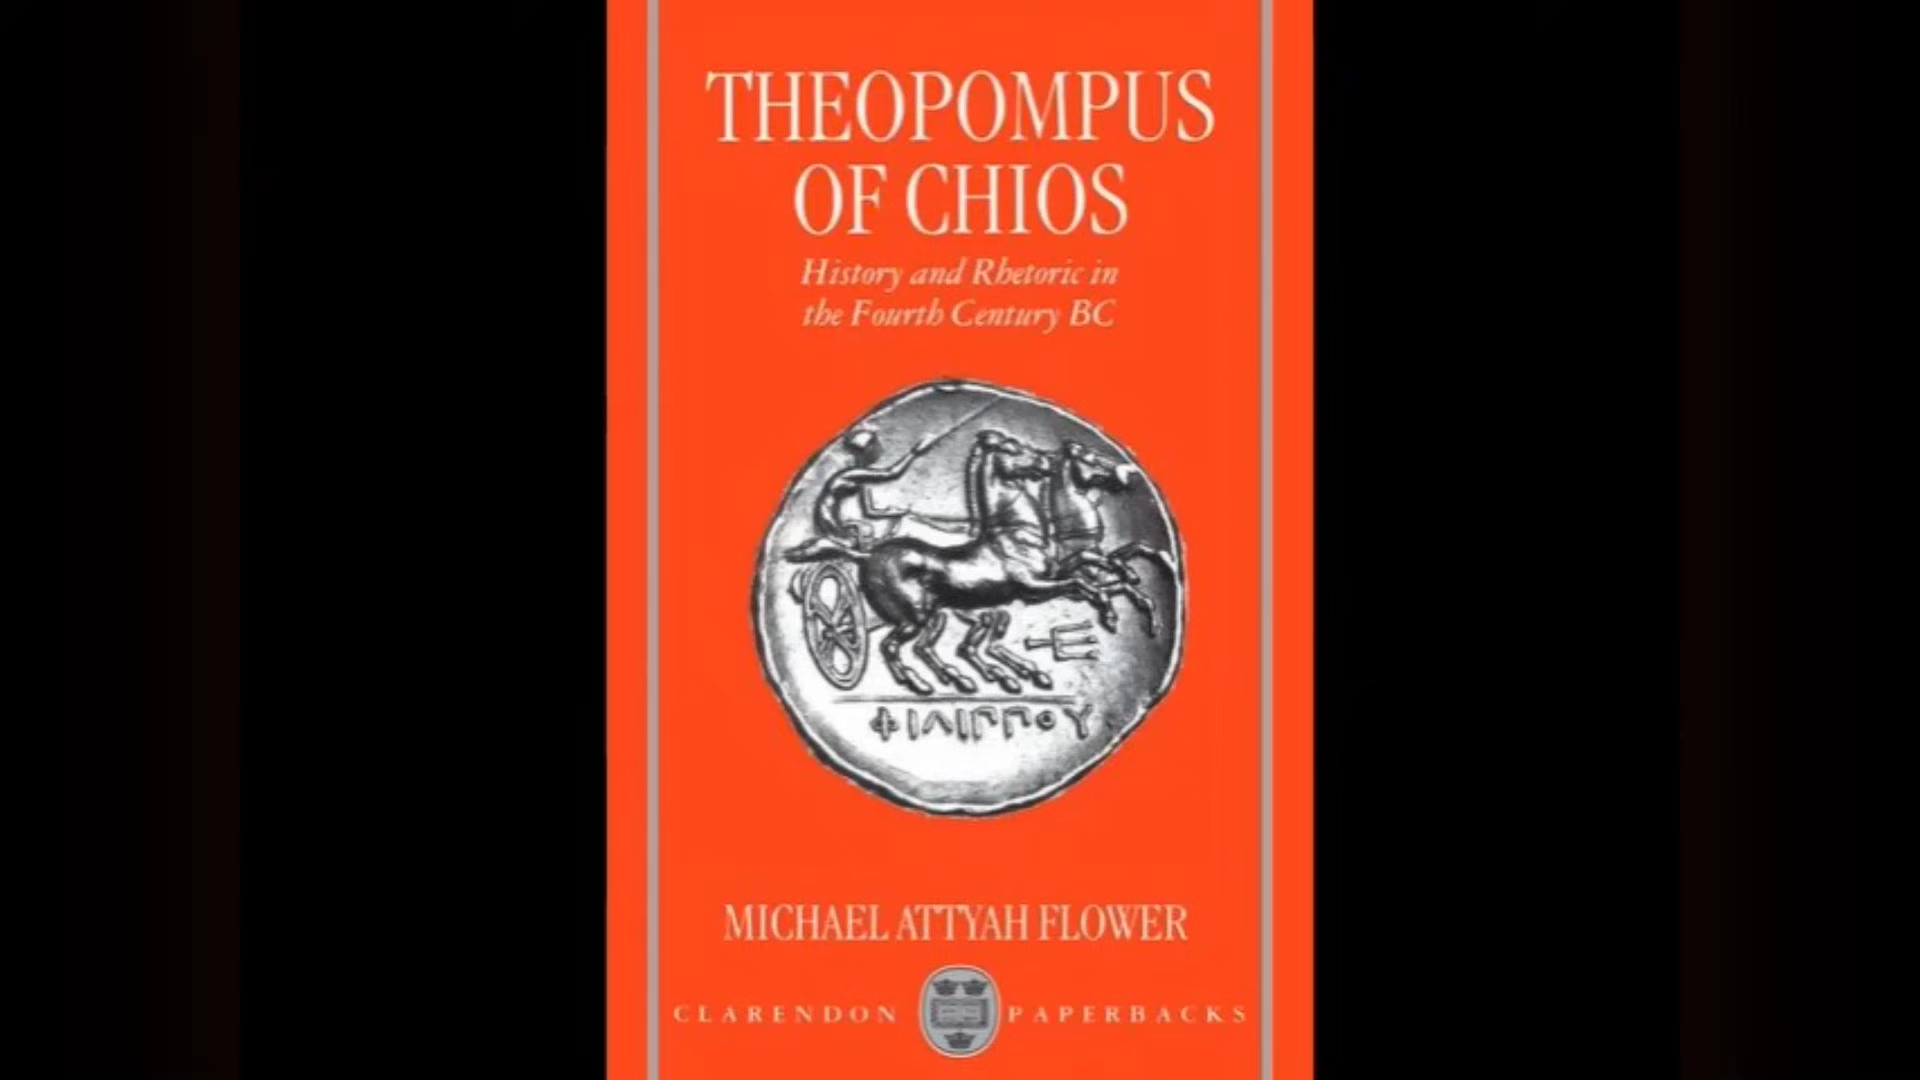 THEOPOMPUS
OF CHIOS
History and Rhetoric in
the Fourth Century BC
ΦΙΛΙΠΠΟΥ
MICHAEL ATTYAH FLOWER
CLARENDON PAPERBACKS